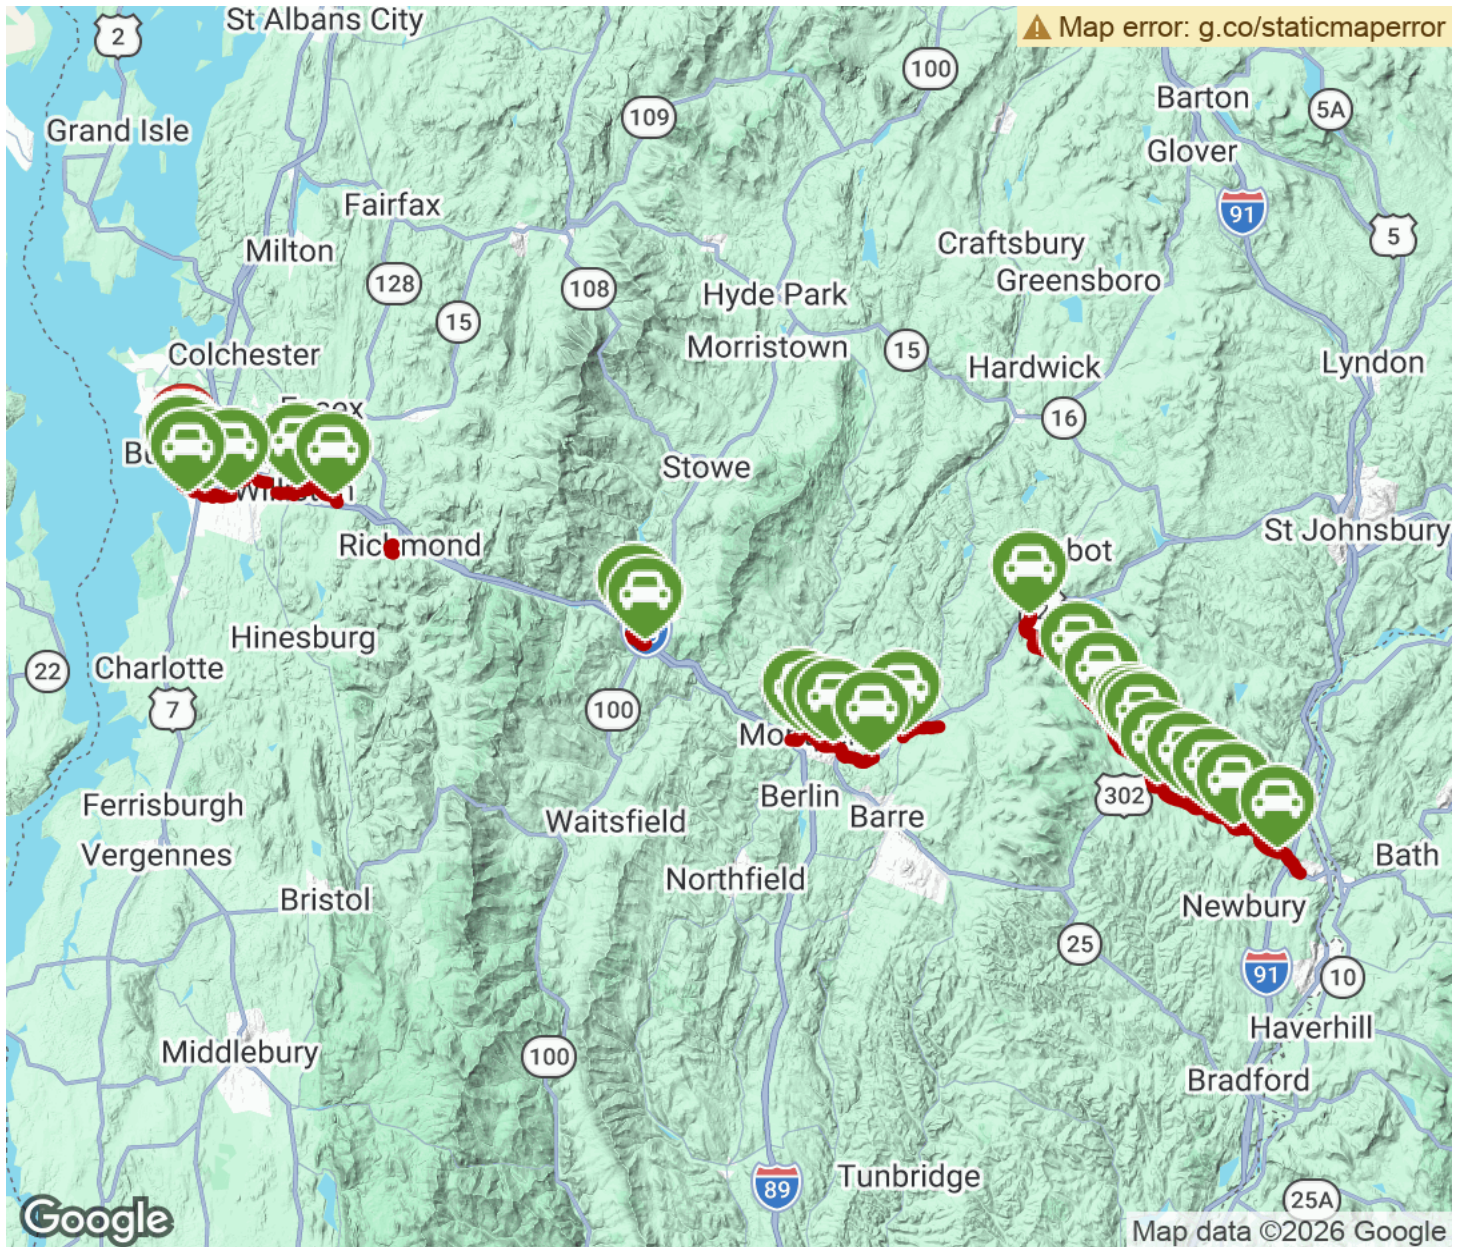 St Albans City
⚠ Map error: g.co/staticmaperror
2
100
Barton
5A
109
Grand Isle
Glover
Fairfax
91
5
Milton
Craftsbury
128
108
Greensboro
Hyde Park
15
Morristown
15
Colchester
Lyndon
Hardwick
16
Stowe
St Johnsbury
Richmond
Hinesburg
22
Charlotte
7
100
302
Berlin
Ferrisburgh
Barre
Waitsfield
Vergennes
Bath
Northfield
Bristol
Newbury
25
91
10
Haverhill
Middlebury
100
Bradford
Tunbridge
89
25A
Google
Map data ©2026 Google